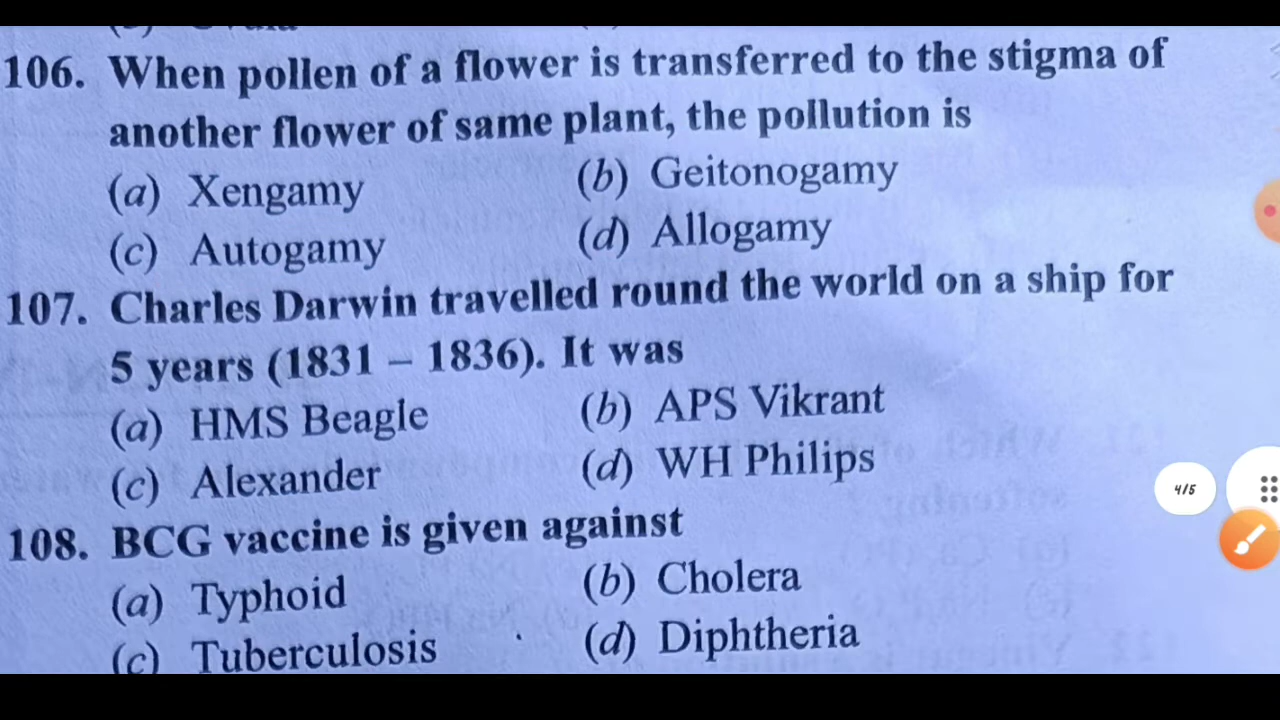 106. When pollen of a flower is transferred to the stigma of
another flower of same plant, the pollution is
(a) Xengamy (b) Geitonogamy
(c) Autogamy (d) Allogamy
107. Charles Darwin travelled round the world on a ship for
5 years (1831 – 1836). It was
(a) HMS Beagle (b) APS Vikrant
(c) Alexander (d) WH Philips
4/5
108. BCG vaccine is given against
(a) Typhoid (b) Cholera
(c) Tuberculosis (d) Diphtheria